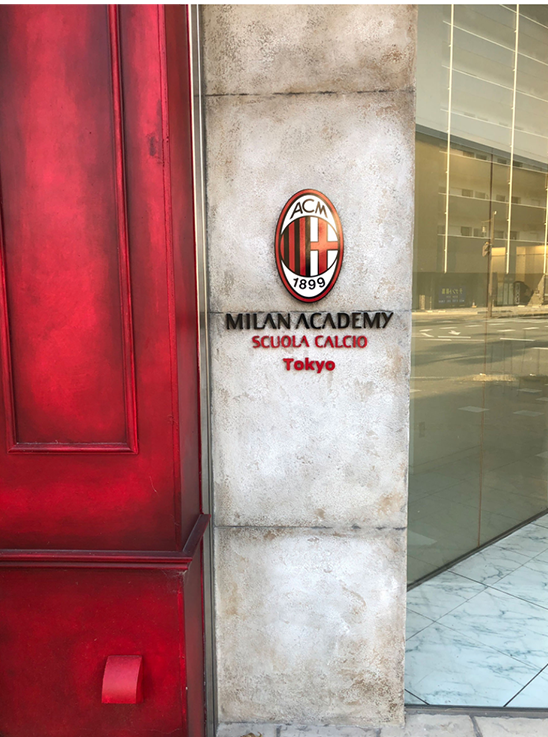 ACM
1899
MILAN ACADEMY
SCUOLA CALCIO
Tokyo